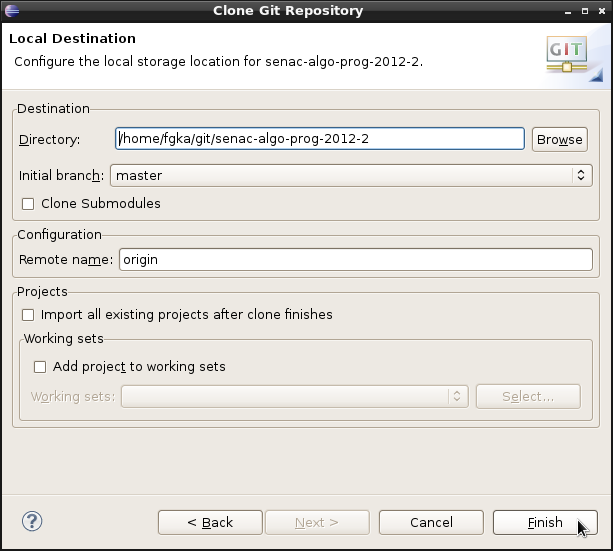 Clone Git Repository
Local Destination
Configure the local storage location for senac-algo-prog-2012-2.
GIT
Destination
Directory: /home/fgka/git/senac-algo-prog-2012-2 Browse
Initial branch: master
Clone Submodules
Configuration
Remote name: origin
Projects
Import all existing projects after clone finishes
Working sets
Add project to working sets
Working sets: Select...
? < Back Next > Cancel Finish